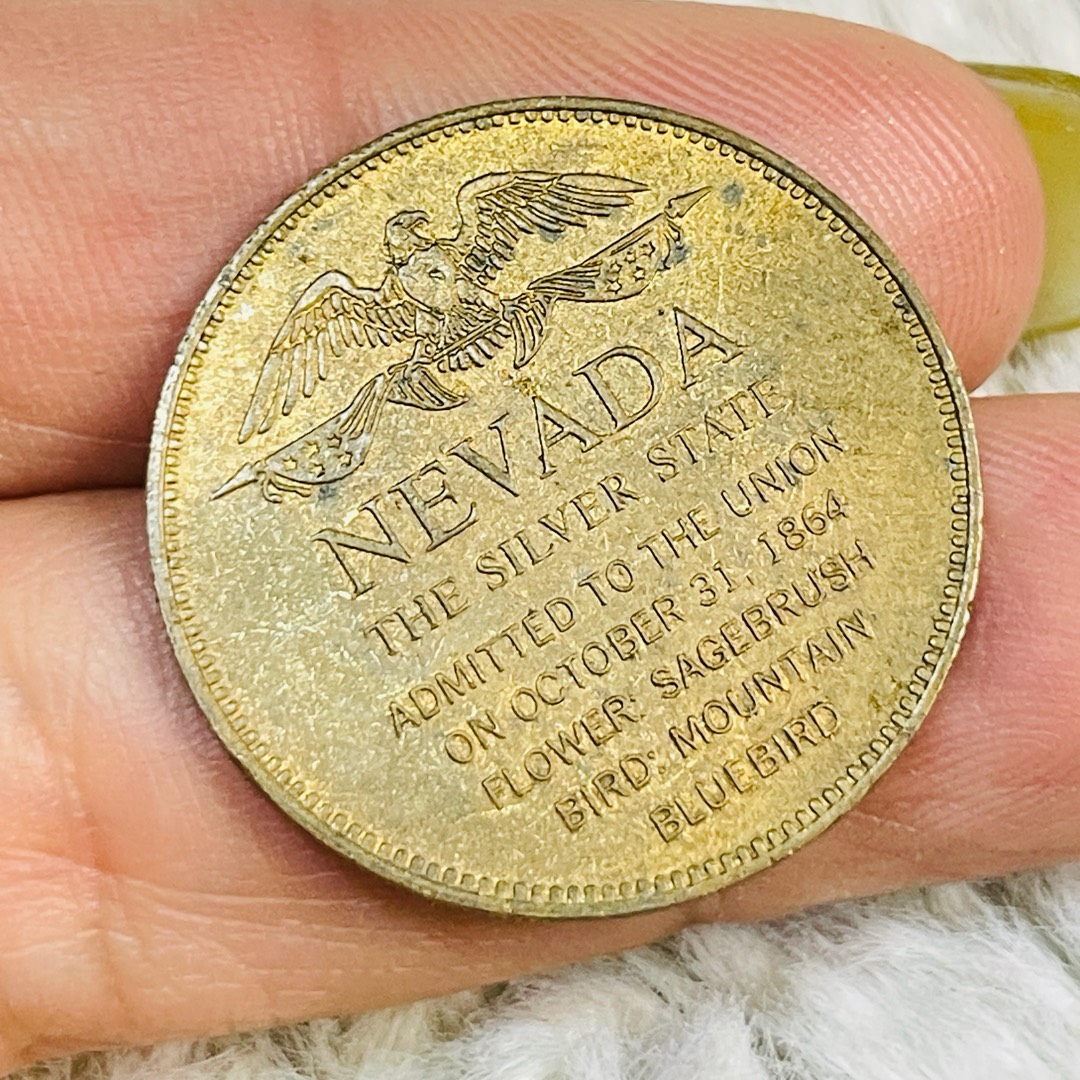 NEVADA
THE SILVER STATE
ADMITTED TO THE UNION
ON OCTOBER 31, 1864
FLOWER: SAGEBRUSH
BIRD: MOUNTAIN
BLUEBIRD